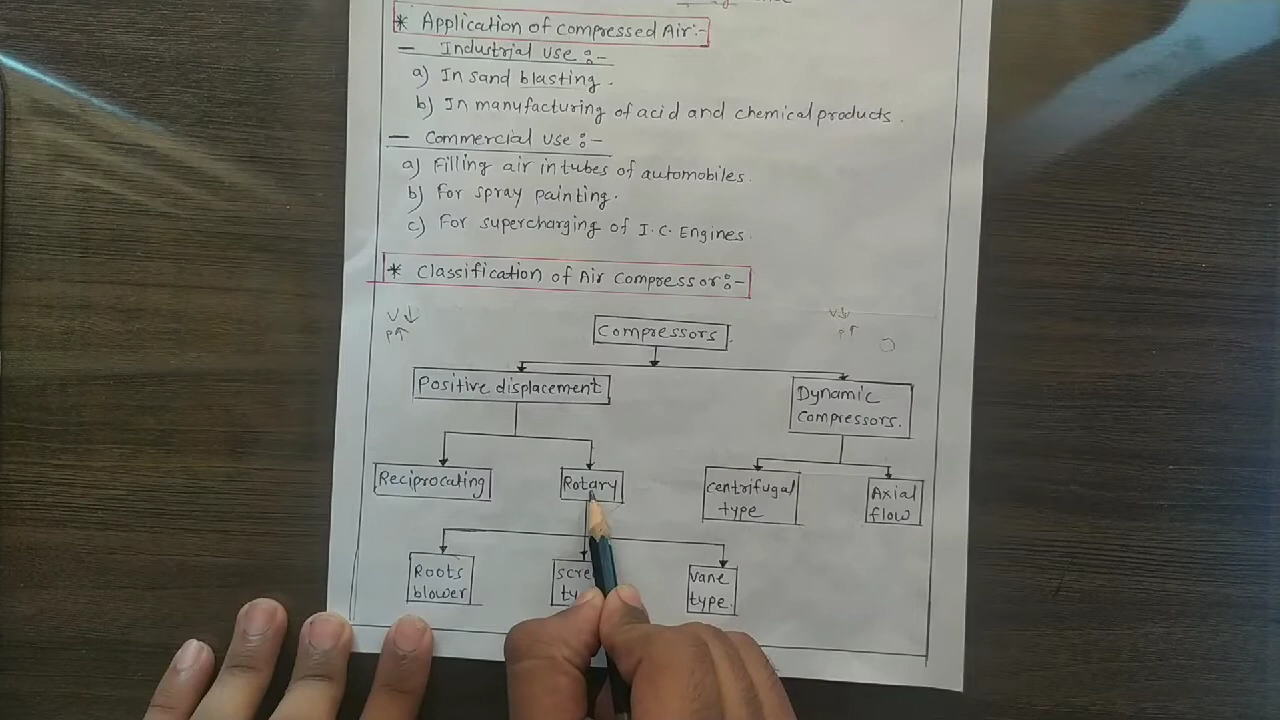 * Application of compressed Air:-
— Industrial use :-
a) In sand blasting.
b) In manufacturing of acid and chemical products.
— Commercial use :-
a) Filling air in tubes of automobiles.
b) For spray painting.
c) For supercharging of I.C. Engines.
* Classification of Air compressor :-
V↓
P↑
V↓
P↑
Compressors.
Positive displacement
Dynamic
compressors.
Reciprocating
Rotary
centrifugal
type
Axial
flow
Roots
blower
vane
type.